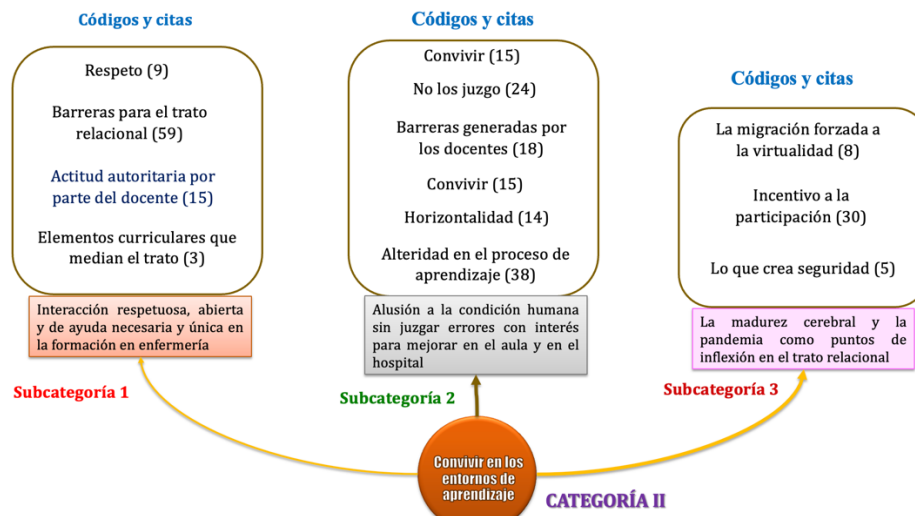 Códigos y citas
Respeto (9)
Barreras para el trato
relacional (59)
Actitud autoritaria por
parte del docente (15)
Elementos curriculares que
median el trato (3)
Interacción respetuosa, abierta
y de ayuda necesaria y única en
la formación en enfermería
Subcategoría 1
Códigos y citas
Convivir (15)
No los juzgo (24)
Barreras generadas por
los docentes (18)
Convivir (15)
Horizontalidad (14)
Alteridad en el proceso de
aprendizaje (38)
Alusión a la condición humana
sin juzgar errores con interés
para mejorar en el aula y en el
hospital
Subcategoría 2
Códigos y citas
La migración forzada a
la virtualidad (8)
Incentivo a la
participación (30)
Lo que crea seguridad (5)
La madurez cerebral y la
pandemia como puntos de
inflexión en el trato relacional
Subcategoría 3
Convivir en los
entornos de
aprendizaje
CATEGORÍA II